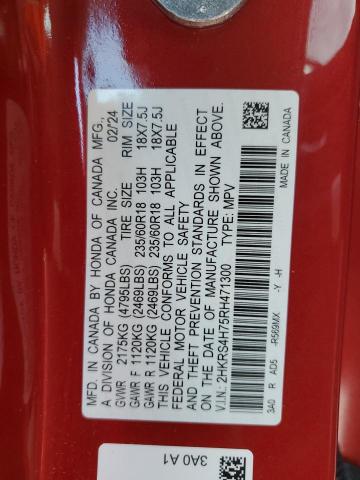 MFD. IN CANADA BY HONDA OF CANADA MFG.,
A DIVISION OF HONDA CANADA INC. 02/24
GVWR 2175KG (4795LBS) TIRE SIZE RIM SIZE
GAWR F 1120KG (2469LBS) 235/60R18 103H 18X7.5J
GAWR R 1120KG (2469LBS) 235/60R18 103H 18X7.5J
THIS VEHICLE CONFORMS TO ALL APPLICABLE
FEDERAL MOTOR VEHICLE SAFETY
AND THEFT PREVENTION STANDARDS IN EFFECT
ON THE DATE OF MANUFACTURE SHOWN ABOVE.
V.I.N: 2HKRS4H75RH471300 TYPE: MPV
3A0 R AD5 -R569MX -Y -H MADE IN CANADA
3A0 A1